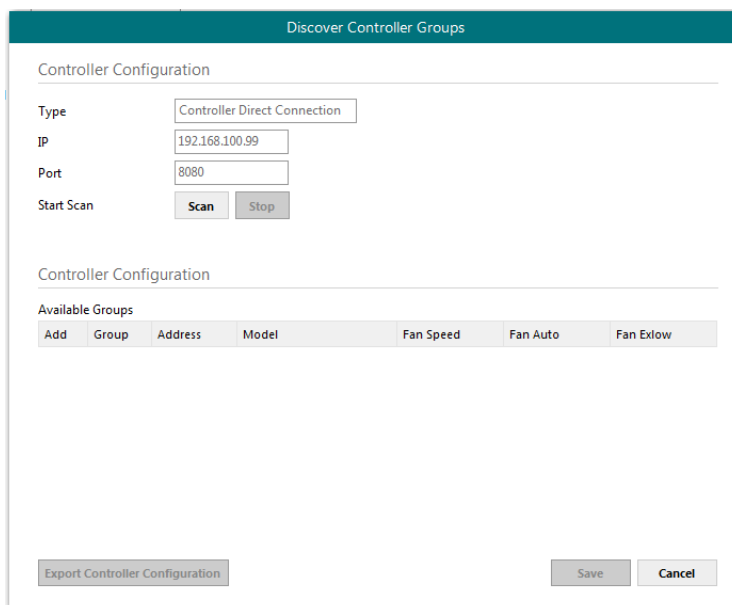 Discover Controller Groups
Controller Configuration
Type Controller Direct Connection
IP 192.168.100.99
Port 8080
Start Scan Scan Stop
Controller Configuration
Available Groups
Add Group Address Model Fan Speed Fan Auto Fan Exlow
Export Controller Configuration Save Cancel